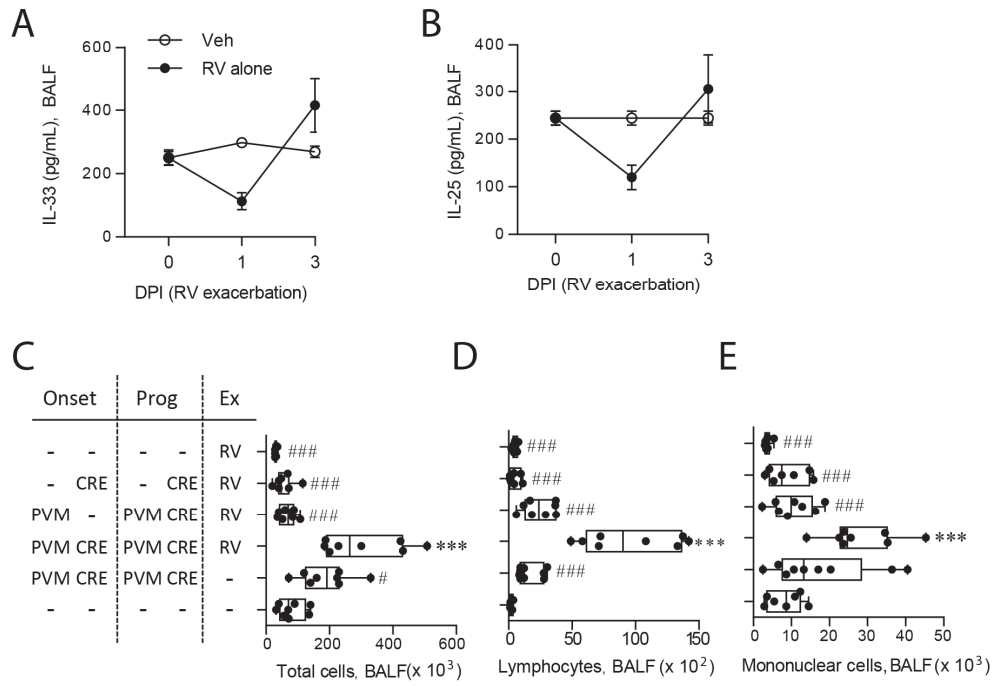 A
B
Veh
RV alone
600
400
200
0
IL-33 (pg/mL), BALF
0 1 3
DPI (RV exacerbation)
400
300
200
100
0
IL-25 (pg/mL), BALF
0 1 3
DPI (RV exacerbation)
C
D
E
Onset Prog Ex
- - - - RV
- CRE - CRE RV
PVM - PVM CRE RV
PVM CRE PVM CRE RV
PVM CRE PVM CRE -
- - - - -
###
###
###
***
#
0 200 400 600
Total cells, BALF (x 10³)
###
###
###
***
###
0 50 100 150
Lymphocytes, BALF (x 10²)
###
###
###
***
0 10 20 30 40 50
Mononuclear cells, BALF (x 10³)